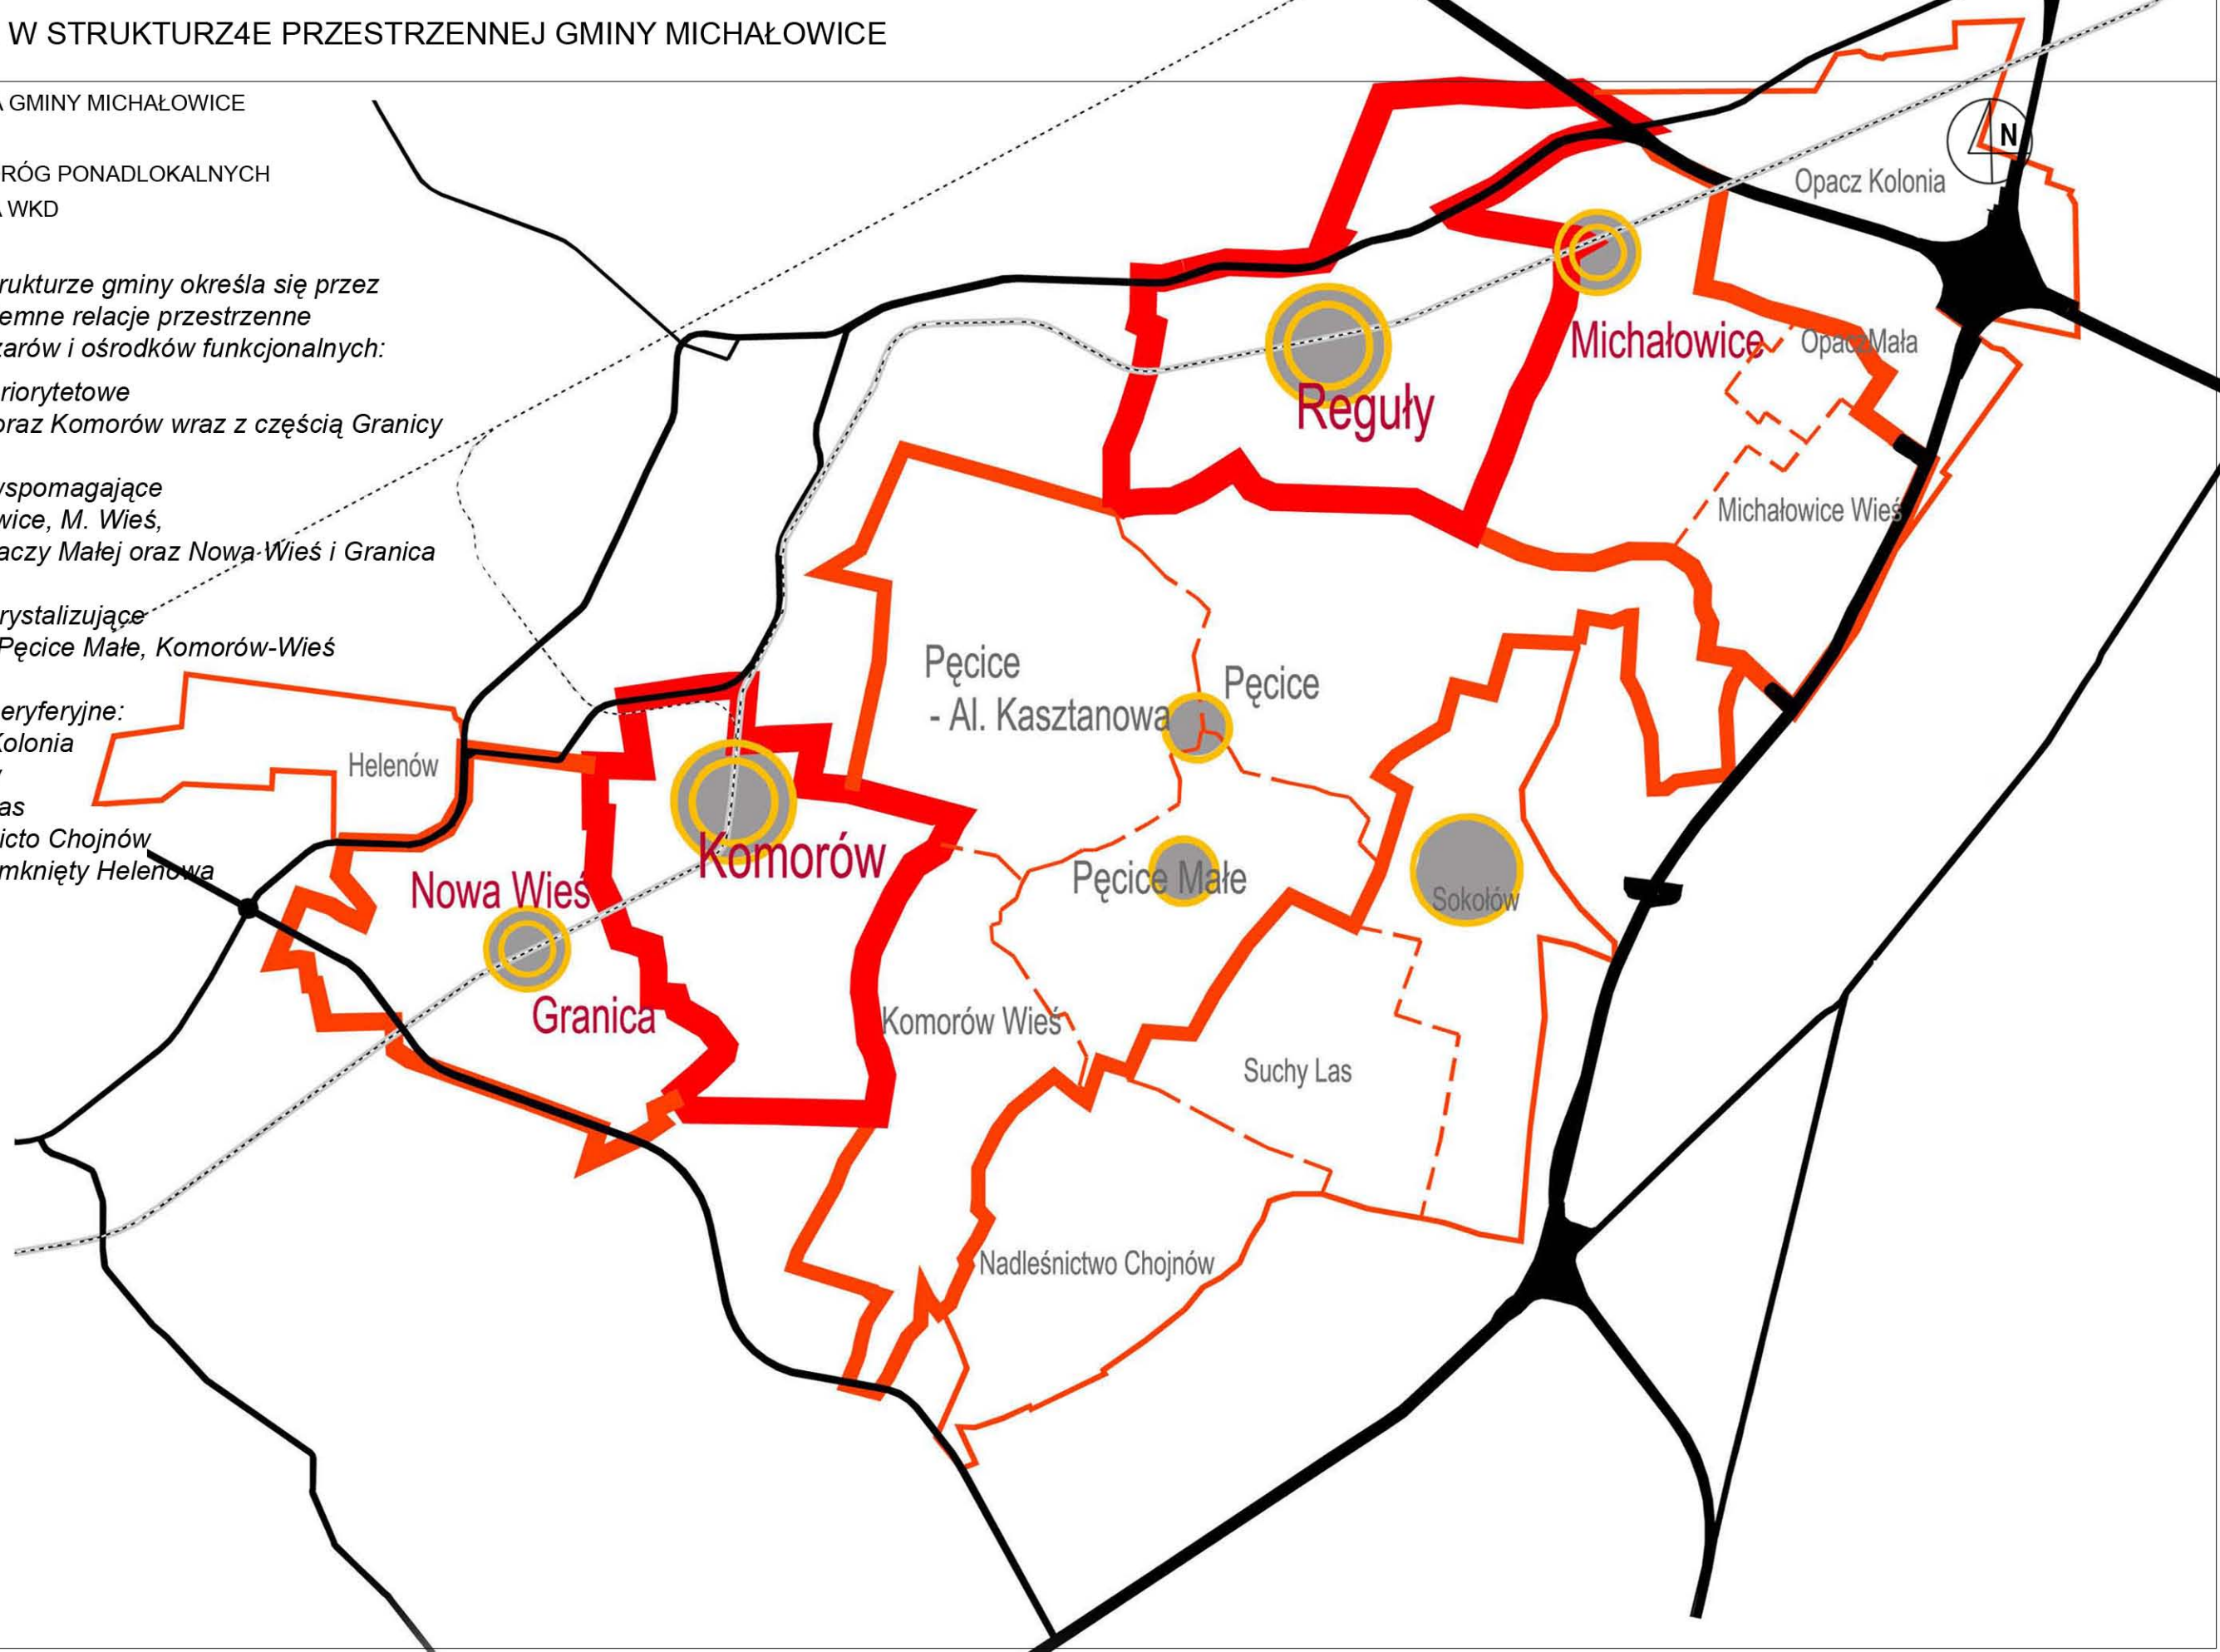 W STRUKTURZ4E PRZESTRZENNEJ GMINY MICHAŁOWICE
A GMINY MICHAŁOWICE
RÓG PONADLOKALNYCH
A WKD
rukturze gminy określa się przez
emne relacje przestrzenne
zarów i ośrodków funkcjonalnych:
riorytetowe
oraz Komorów wraz z częścią Granicy
wspomagające
wice, M. Wieś,
aczy Małej oraz Nowa Wieś i Granica
rystalizujące
Pęcice Małe, Komorów-Wieś
eryferyjne:
Kolonia
as
icto Chojnów
mknięty Helenowa
N
Opacz Kolonia
Michałowice
Opacz Mała
Reguły
Michałowice Wieś
Pęcice
- Al. Kasztanowa
Pęcice
Helenów
Komorów
Nowa Wieś
Pęcice Małe
Sokołów
Granica
Komorów Wieś
Suchy Las
Nadleśnictwo Chojnów